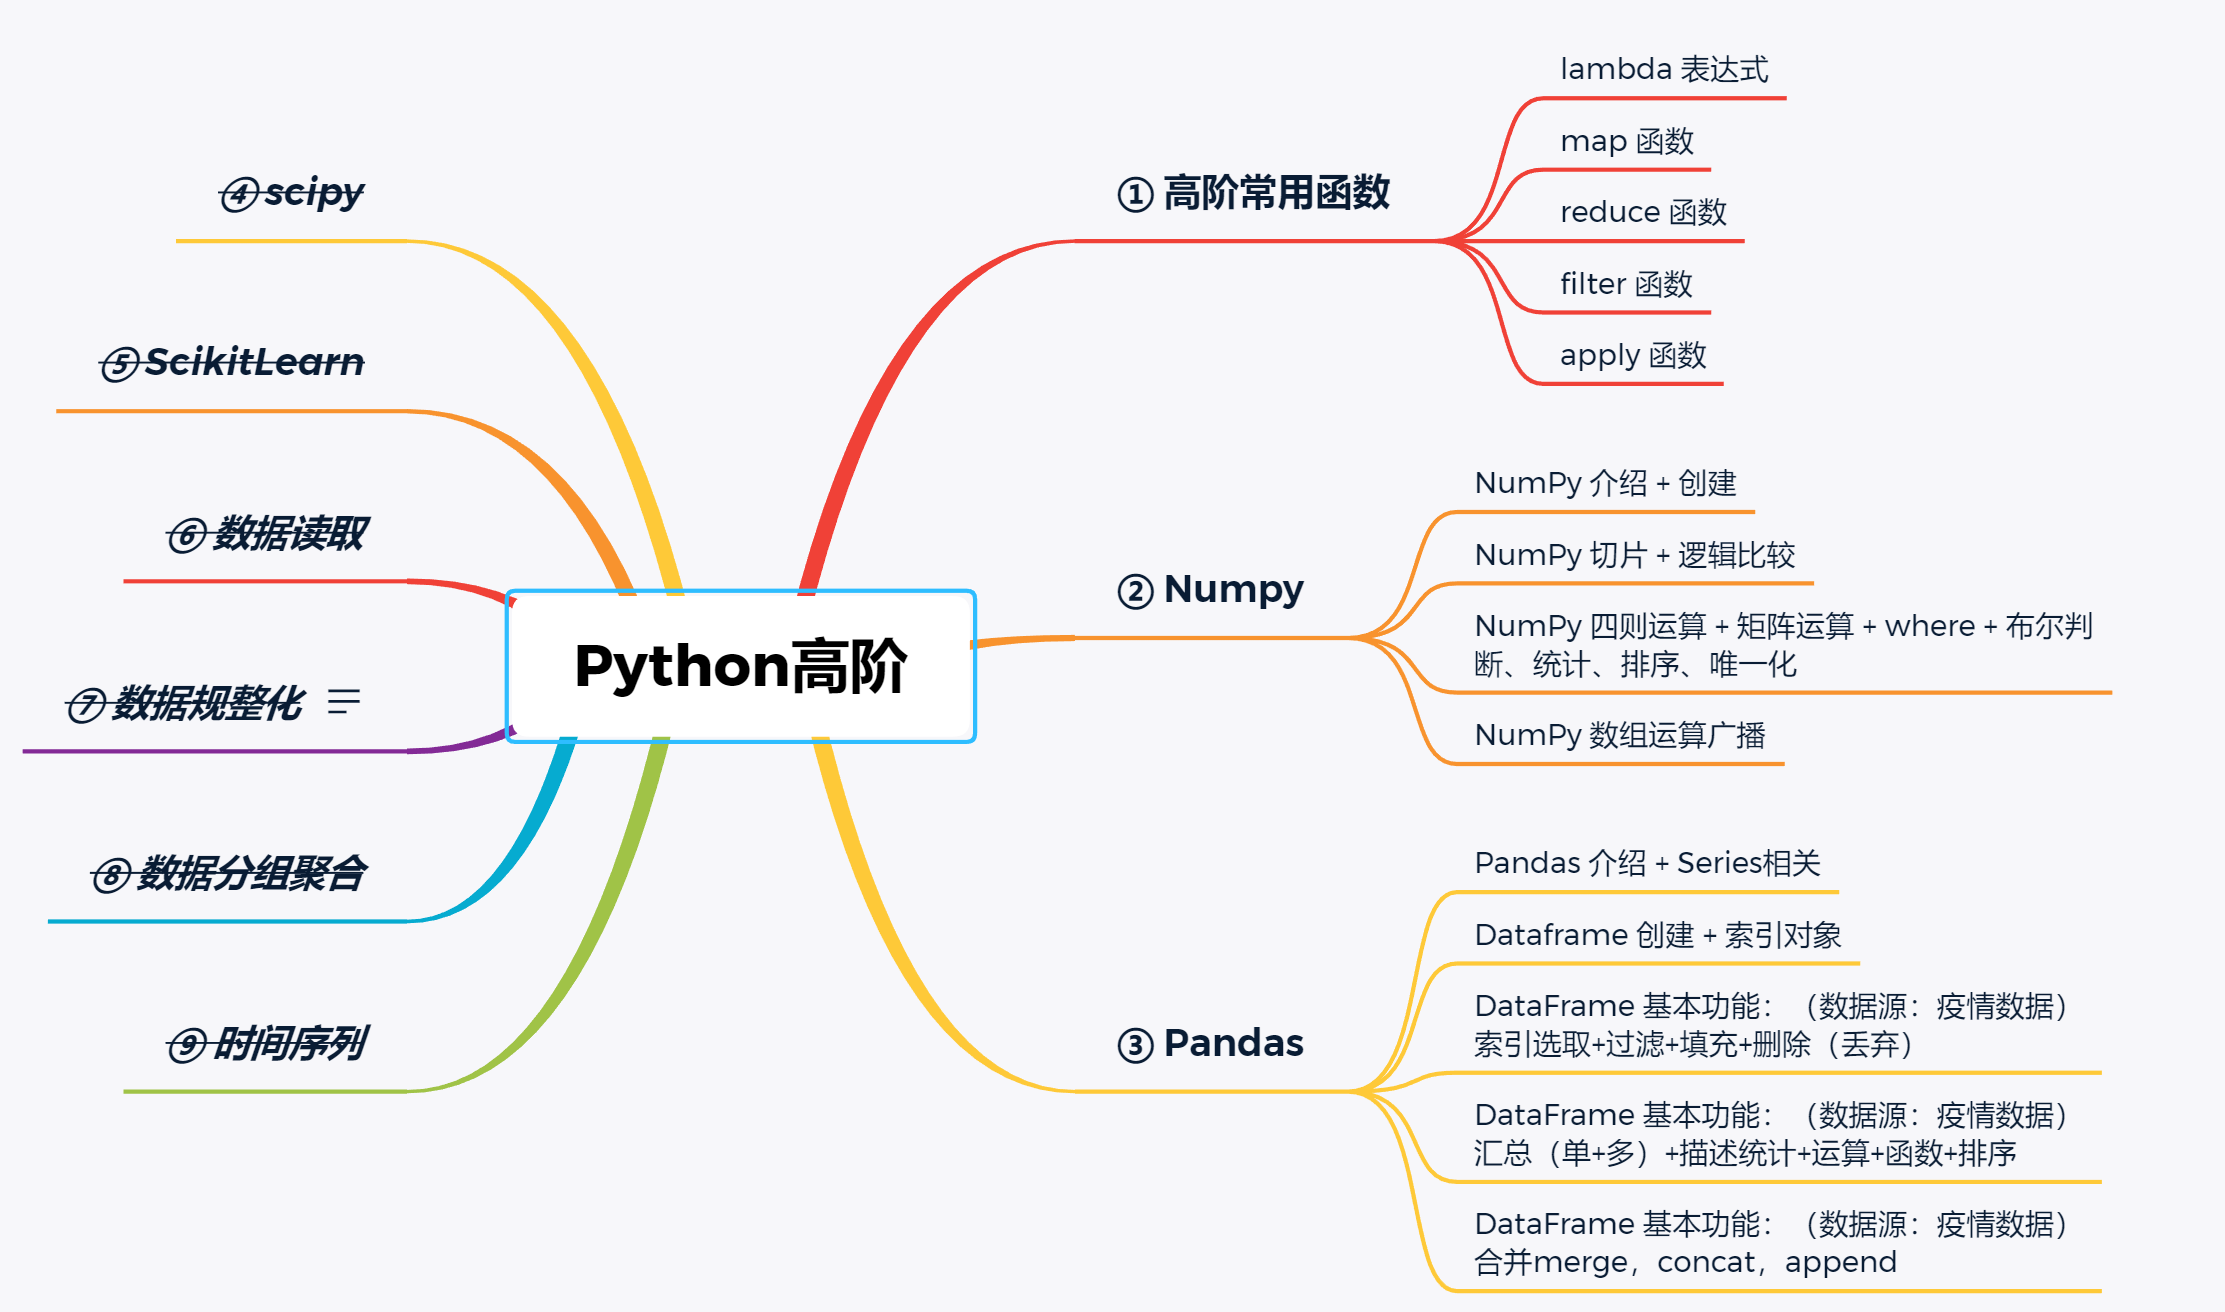 Python高阶
① 高阶常用函数
lambda 表达式
map 函数
reduce 函数
filter 函数
apply 函数
② Numpy
NumPy 介绍 + 创建
NumPy 切片 + 逻辑比较
NumPy 四则运算 + 矩阵运算 + where + 布尔判
断、统计、排序、唯一化
NumPy 数组运算广播
③ Pandas
Pandas 介绍 + Series相关
Dataframe 创建 + 索引对象
DataFrame 基本功能：（数据源：疫情数据）
索引选取+过滤+填充+删除（丢弃）
DataFrame 基本功能：（数据源：疫情数据）
汇总（单+多）+描述统计+运算+函数+排序
DataFrame 基本功能：（数据源：疫情数据）
合并merge，concat，append
④ scipy
⑤ ScikitLearn
⑥ 数据读取
⑦ 数据规整化
⑧ 数据分组聚合
⑨ 时间序列